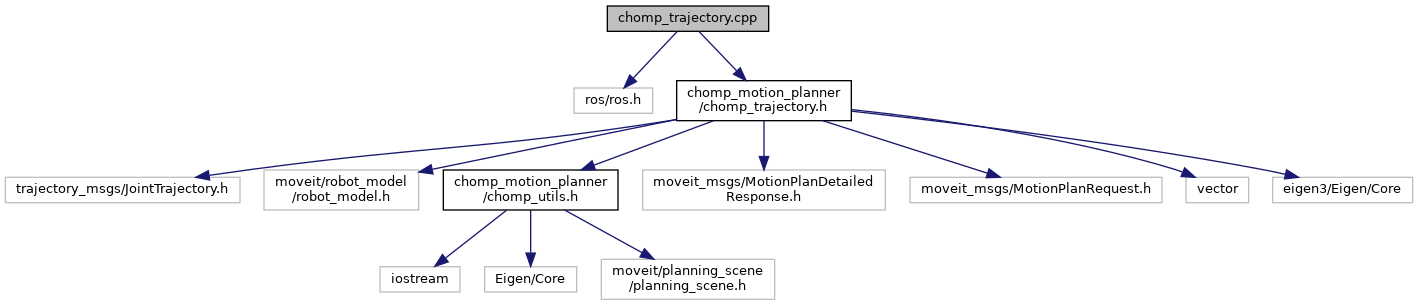 chomp_trajectory.cpp
ros/ros.h
chomp_motion_planner
/chomp_trajectory.h
trajectory_msgs/JointTrajectory.h
moveit/robot_model
/robot_model.h
chomp_motion_planner
/chomp_utils.h
moveit_msgs/MotionPlanDetailed
Response.h
moveit_msgs/MotionPlanRequest.h
vector
eigen3/Eigen/Core
iostream
Eigen/Core
moveit/planning_scene
/planning_scene.h